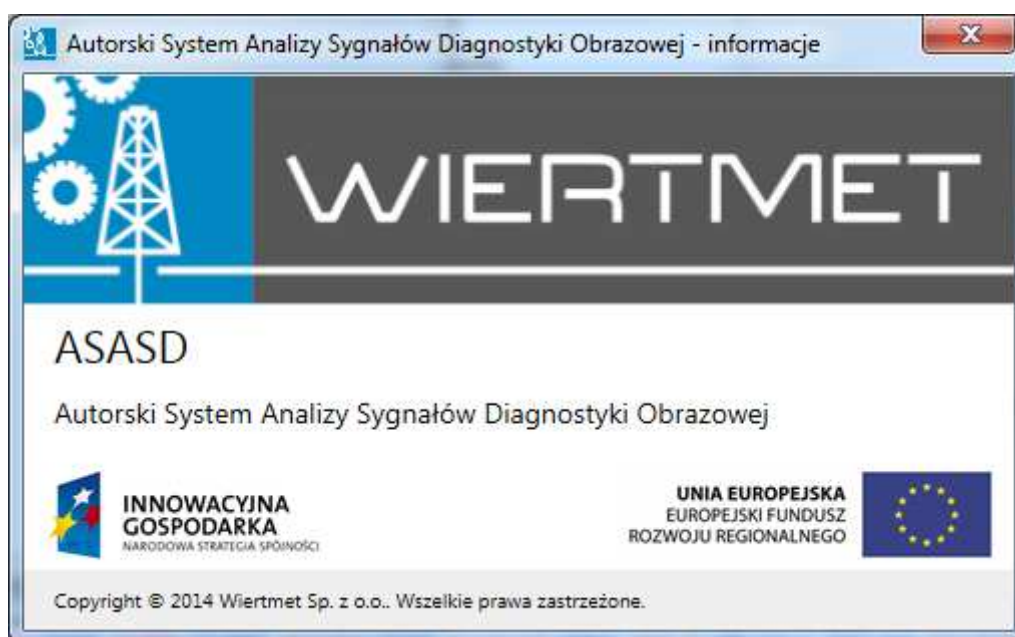 Autorski System Analizy Sygnałów Diagnostyki Obrazowej - informacje
WIERTMET
ASASD
Autorski System Analizy Sygnałów Diagnostyki Obrazowej
INNOWACYJNA
GOSPODARKA
NARODOWA STRATEGIA SPÓJNOŚCI
UNIA EUROPEJSKA
EUROPEJSKI FUNDUSZ
ROZWOJU REGIONALNEGO
Copyright © 2014 Wiertmet Sp. z o.o.. Wszelkie prawa zastrzeżone.